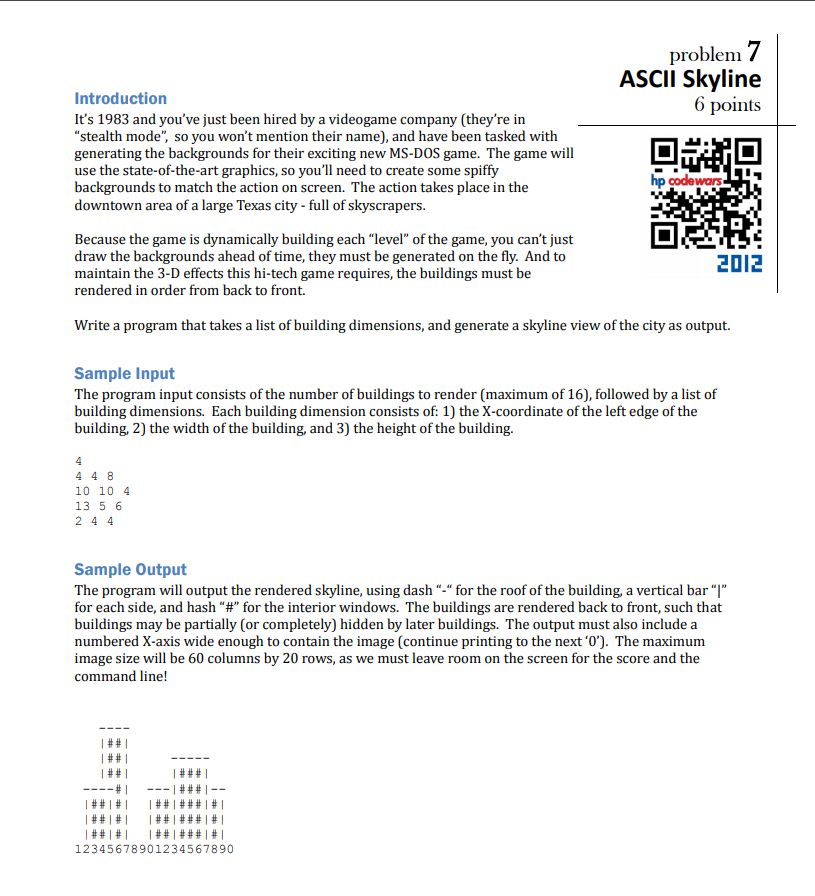 problem 7
ASCII Skyline
6 points
Introduction
It's 1983 and you've just been hired by a videogame company (they're in
“stealth mode”, so you won't mention their name), and have been tasked with
generating the backgrounds for their exciting new MS-DOS game. The game will
use the state-of-the-art graphics, so you'll need to create some spiffy
backgrounds to match the action on screen. The action takes place in the
downtown area of a large Texas city - full of skyscrapers.
hp codewars
2012
Because the game is dynamically building each “level” of the game, you can't just
draw the backgrounds ahead of time, they must be generated on the fly. And to
maintain the 3-D effects this hi-tech game requires, the buildings must be
rendered in order from back to front.
Write a program that takes a list of building dimensions, and generate a skyline view of the city as output.
Sample Input
The program input consists of the number of buildings to render (maximum of 16), followed by a list of
building dimensions. Each building dimension consists of: 1) the X-coordinate of the left edge of the
building, 2) the width of the building, and 3) the height of the building.
4
4 4 8
10 10 4
13 5 6
2 4 4
Sample Output
The program will output the rendered skyline, using dash “-“ for the roof of the building, a vertical bar “|”
for each side, and hash “#” for the interior windows. The buildings are rendered back to front, such that
buildings may be partially (or completely) hidden by later buildings. The output must also include a
numbered X-axis wide enough to contain the image (continue printing to the next ‘0’). The maximum
image size will be 60 columns by 20 rows, as we must leave room on the screen for the score and the
command line!
   ----
   |##|
   |##|     -----
   |##|     |###|
 ----#|  ---|###|--
 |##|#|  |##|###|#|
 |##|#|  |##|###|#|
 |##|#|  |##|###|#|
12345678901234567890